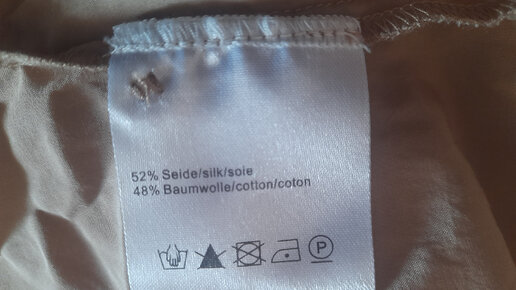 52% Seide/silk/soie
48% Baumwolle/cotton/coton
P